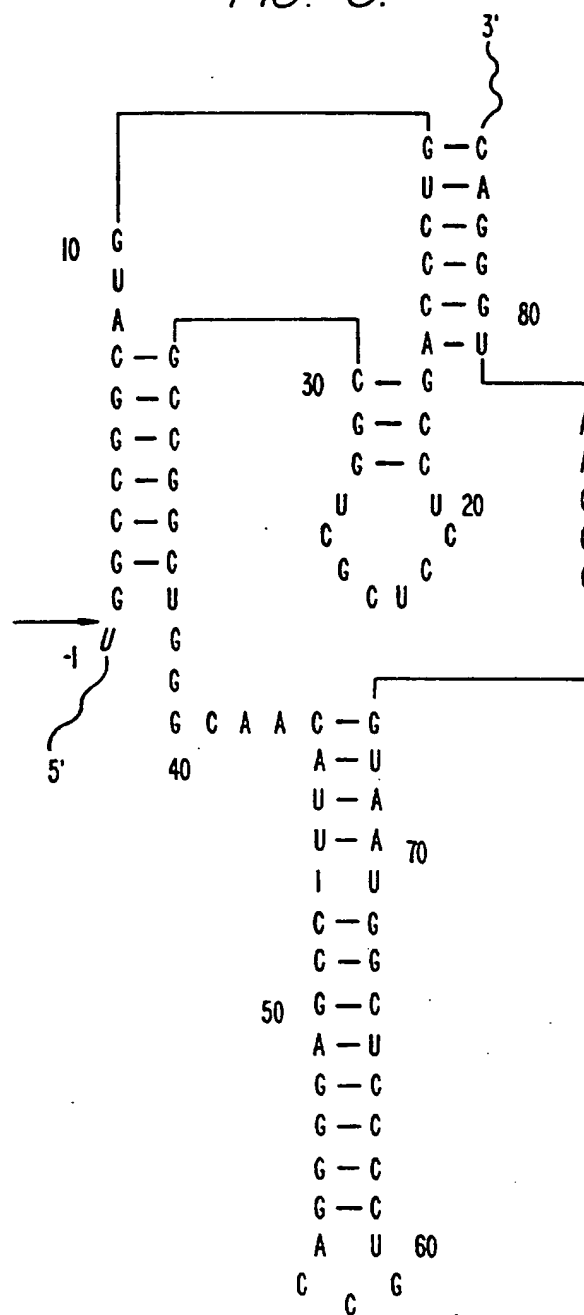 3'
G – C
U – A
10 G C – G
U C – G
A C – G 80
C – G A – U
G – C 30 C – G
G – C G – C
C – G G – C
C – G U U 20
G – C C C
G U G C U C
-1 U G
G
5' G C A A C – G
40 A – U
U – A
U – A 70
I U
C – G
C – G
50 G – C
A – U
G – C
G – C
G – C
G – C
A U 60
C C G